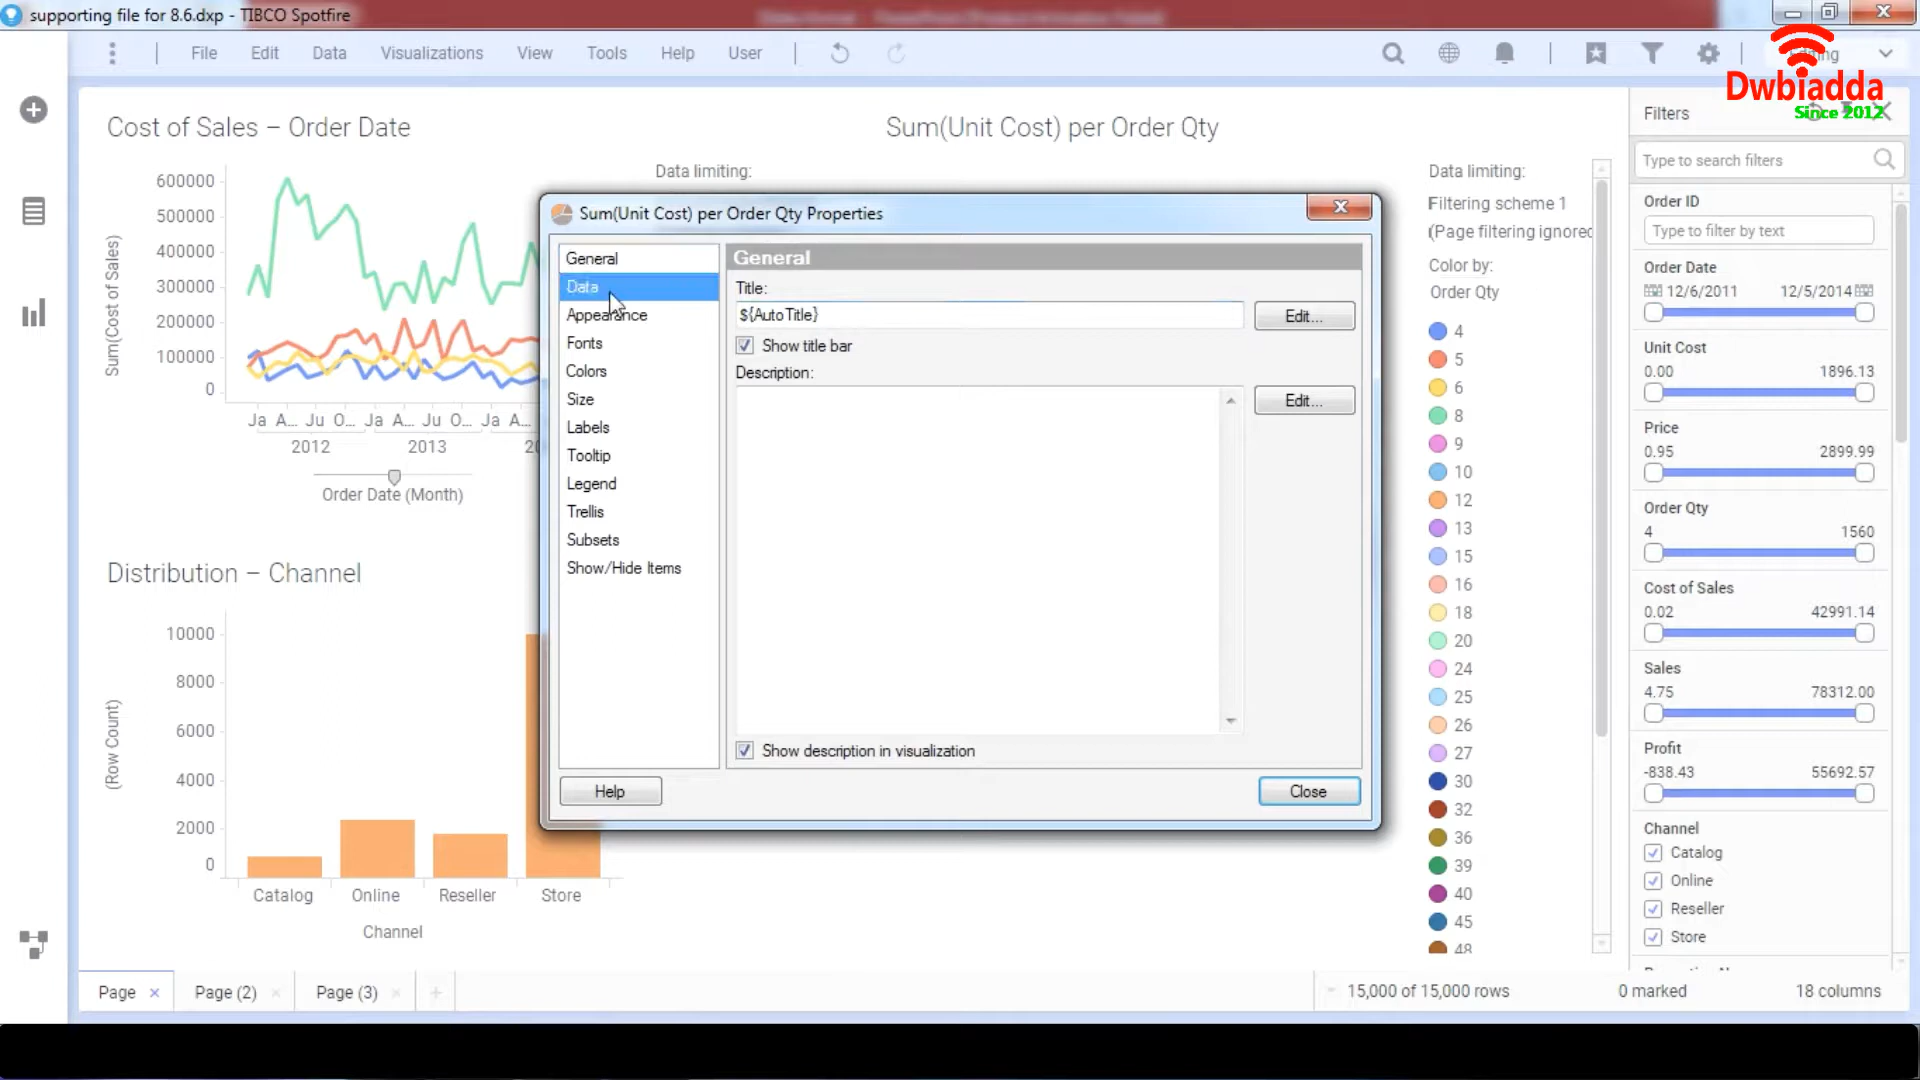 supporting file for 8.6.dxp - TIBCO Spotfire
File Edit Data Visualizations View Tools Help User
Dwbiadda
Since 2012
Cost of Sales – Order Date
Sum(Cost of Sales)
600000
500000
400000
300000
200000
100000
0
Ja A... Ju O... Ja A... Ju O... Ja A...
2012 2013
Order Date (Month)
Distribution – Channel
(Row Count)
10000
8000
6000
4000
2000
0
Catalog Online Reseller Store
Channel
Sum(Unit Cost) per Order Qty
Data limiting:
Sum(Unit Cost) per Order Qty Properties
General
Data
Appearance
Fonts
Colors
Size
Labels
Tooltip
Legend
Trellis
Subsets
Show/Hide Items
General
Title:
${AutoTitle}
Edit...
Show title bar
Description:
Edit...
Show description in visualization
Help
Close
Data limiting:
Filtering scheme 1
(Page filtering ignored
Color by:
Order Qty
4
5
6
8
9
10
12
13
15
16
18
20
24
25
26
27
30
32
36
39
40
45
48
Filters
Type to search filters
Order ID
Type to filter by text
Order Date
12/6/2011 12/5/2014
Unit Cost
0.00 1896.13
Price
0.95 2899.99
Order Qty
4 1560
Cost of Sales
0.02 42991.14
Sales
4.75 78312.00
Profit
-838.43 55692.57
Channel
Catalog
Online
Reseller
Store
Page Page (2) Page (3)
15,000 of 15,000 rows 0 marked 18 columns